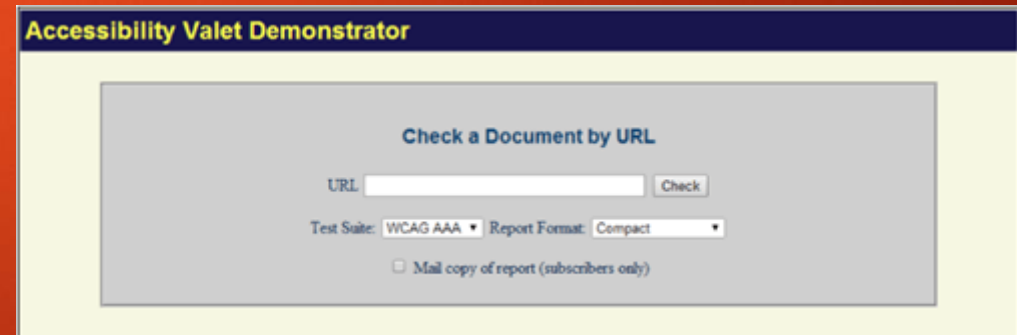 Accessibility Valet Demonstrator
Check a Document by URL
URL Check
Test Suite: WCAG AAA Report Format: Compact
Mail copy of report (subscribers only)